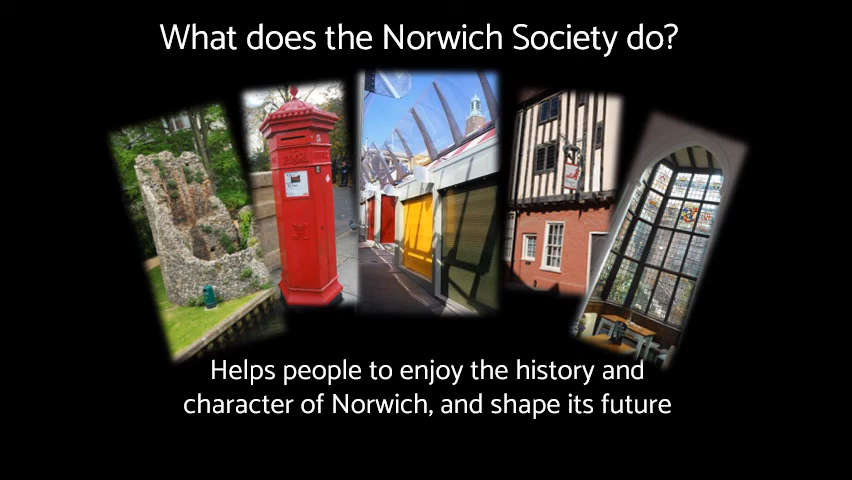 What does the Norwich Society do?
Helps people to enjoy the history and
character of Norwich, and shape its future